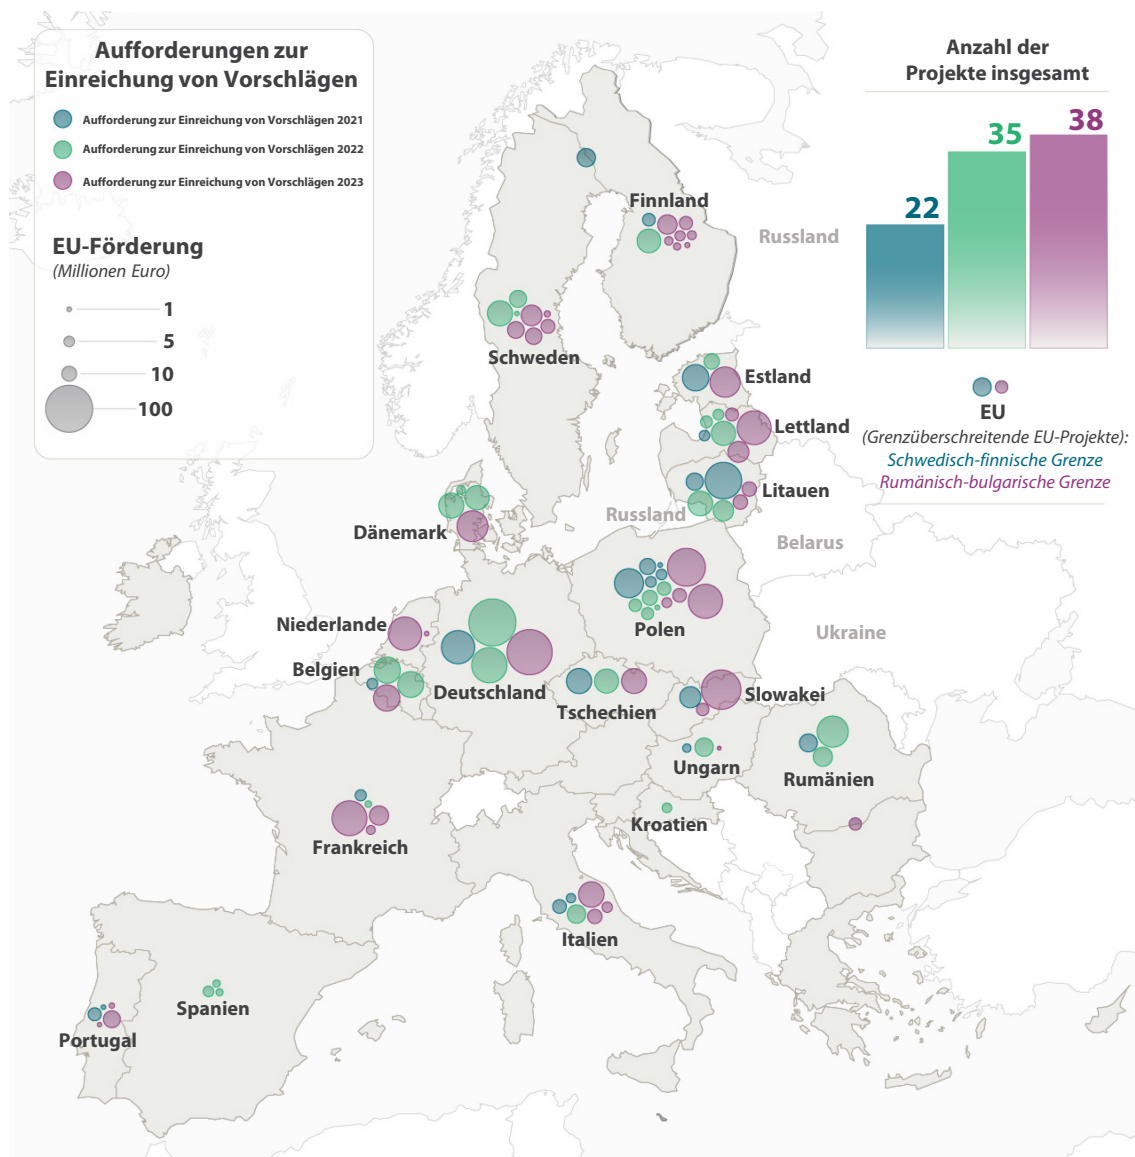 Aufforderungen zur
Einreichung von Vorschlägen
Aufforderung zur Einreichung von Vorschlägen 2021
Aufforderung zur Einreichung von Vorschlägen 2022
Aufforderung zur Einreichung von Vorschlägen 2023
EU-Förderung
(Millionen Euro)
1
5
10
100
Anzahl der
Projekte insgesamt
22
35
38
EU
(Grenzüberschreitende EU-Projekte):
Schwedisch-finnische Grenze
Rumänisch-bulgarische Grenze
Finnland
Russland
Schweden
Estland
Lettland
Litauen
Russland
Dänemark
Belarus
Niederlande
Polen
Ukraine
Belgien
Deutschland
Tschechien
Slowakei
Ungarn
Rumänien
Kroatien
Frankreich
Italien
Spanien
Portugal